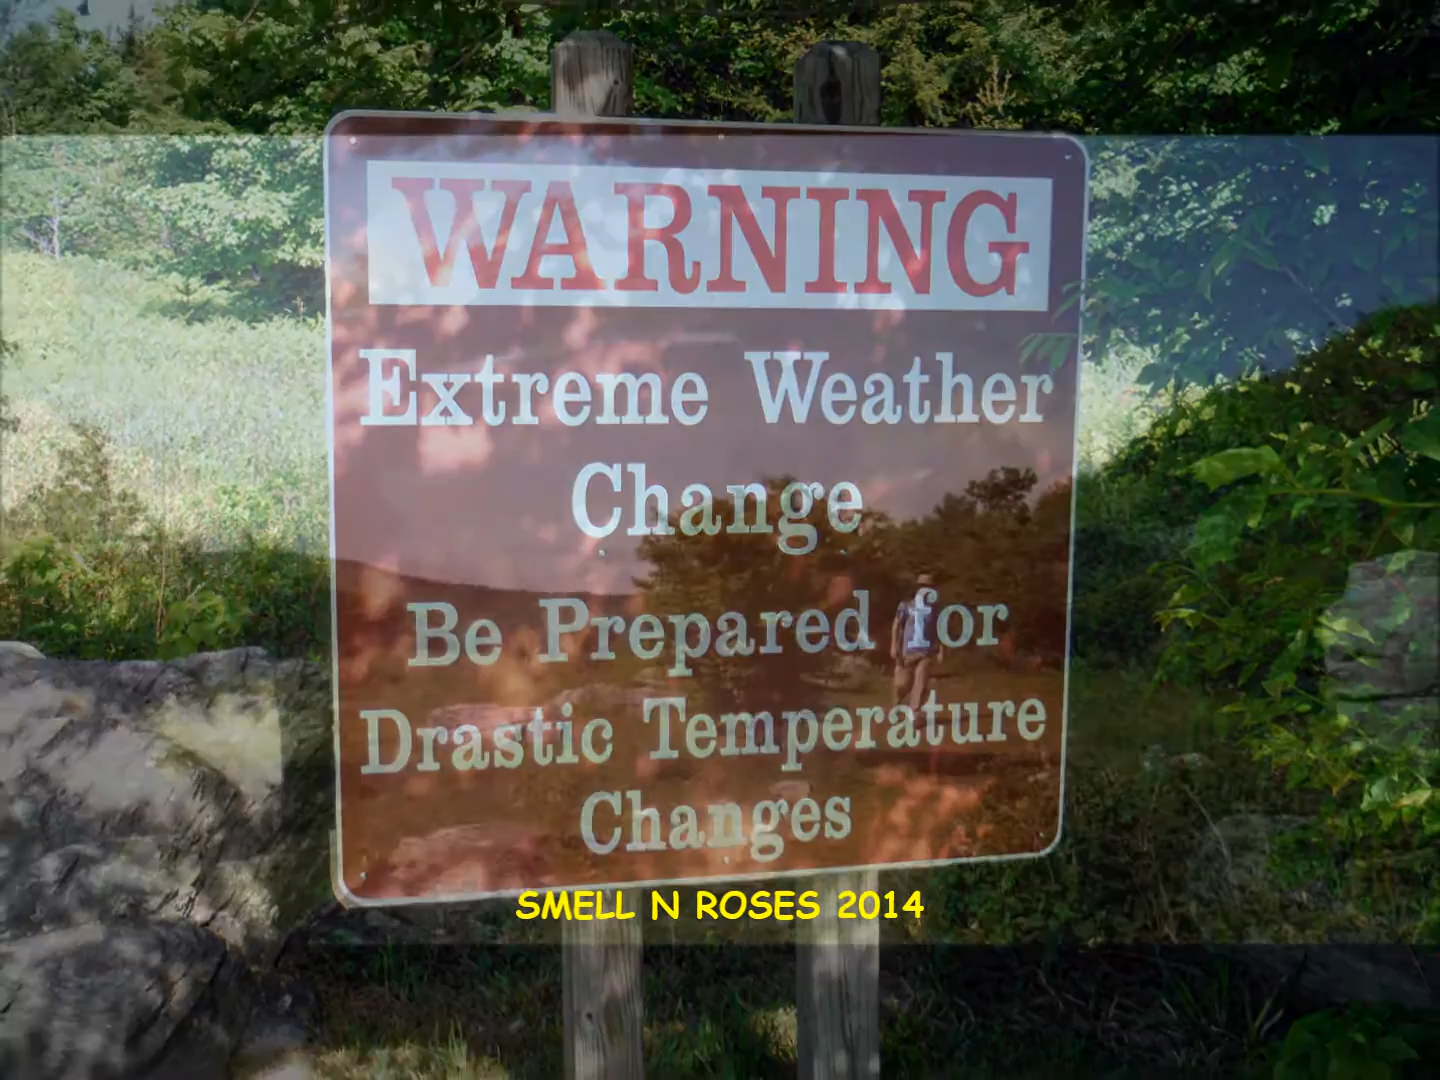 WARNING
Extreme Weather
Change
Be Prepared for
Drastic Temperature
Changes
SMELL N ROSES 2014